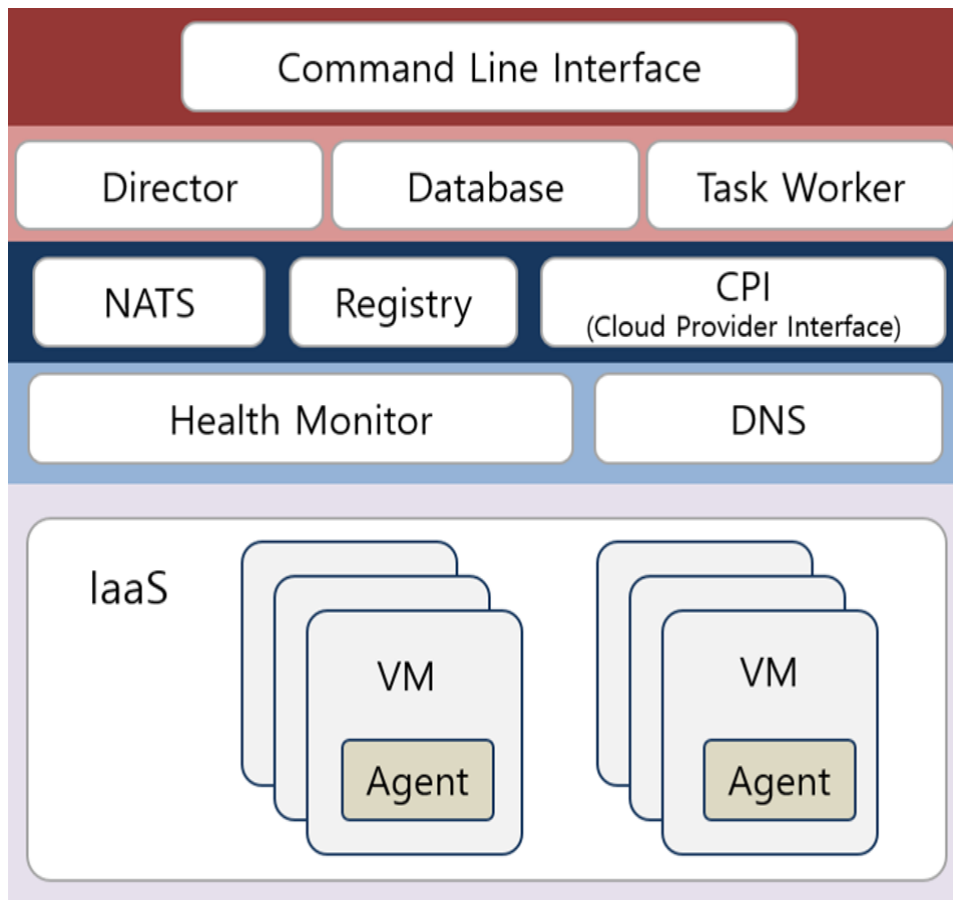 Command Line Interface
Director
Database
Task Worker
NATS
Registry
CPI
(Cloud Provider Interface)
Health Monitor
DNS
IaaS
VM
Agent
VM
Agent